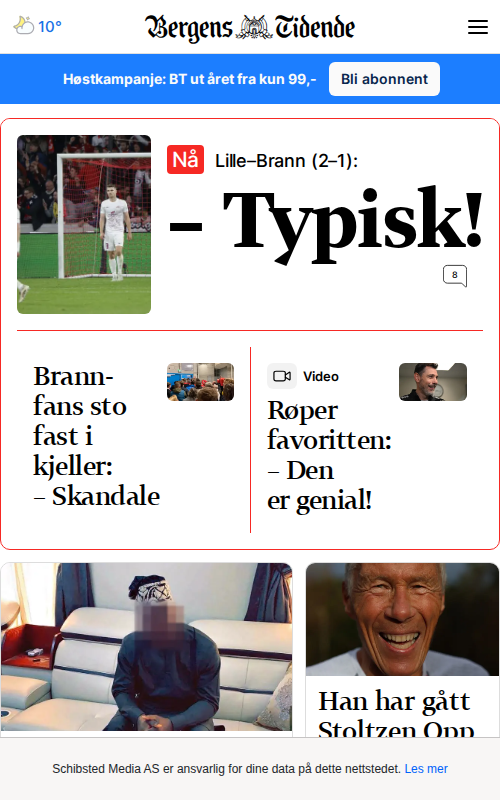 10°
Bergens Tidende
Høstkampanje: BT ut året fra kun 99,-
Bli abonnent
Nå
Lille–Brann (2–1):
– Typisk!
8
Brann-
fans sto
fast i
kjeller:
– Skandale
Video
Røper
favoritten:
– Den
er genial!
Han har gått
Stoltzen Opp
Schibsted Media AS er ansvarlig for dine data på dette nettstedet. Les mer